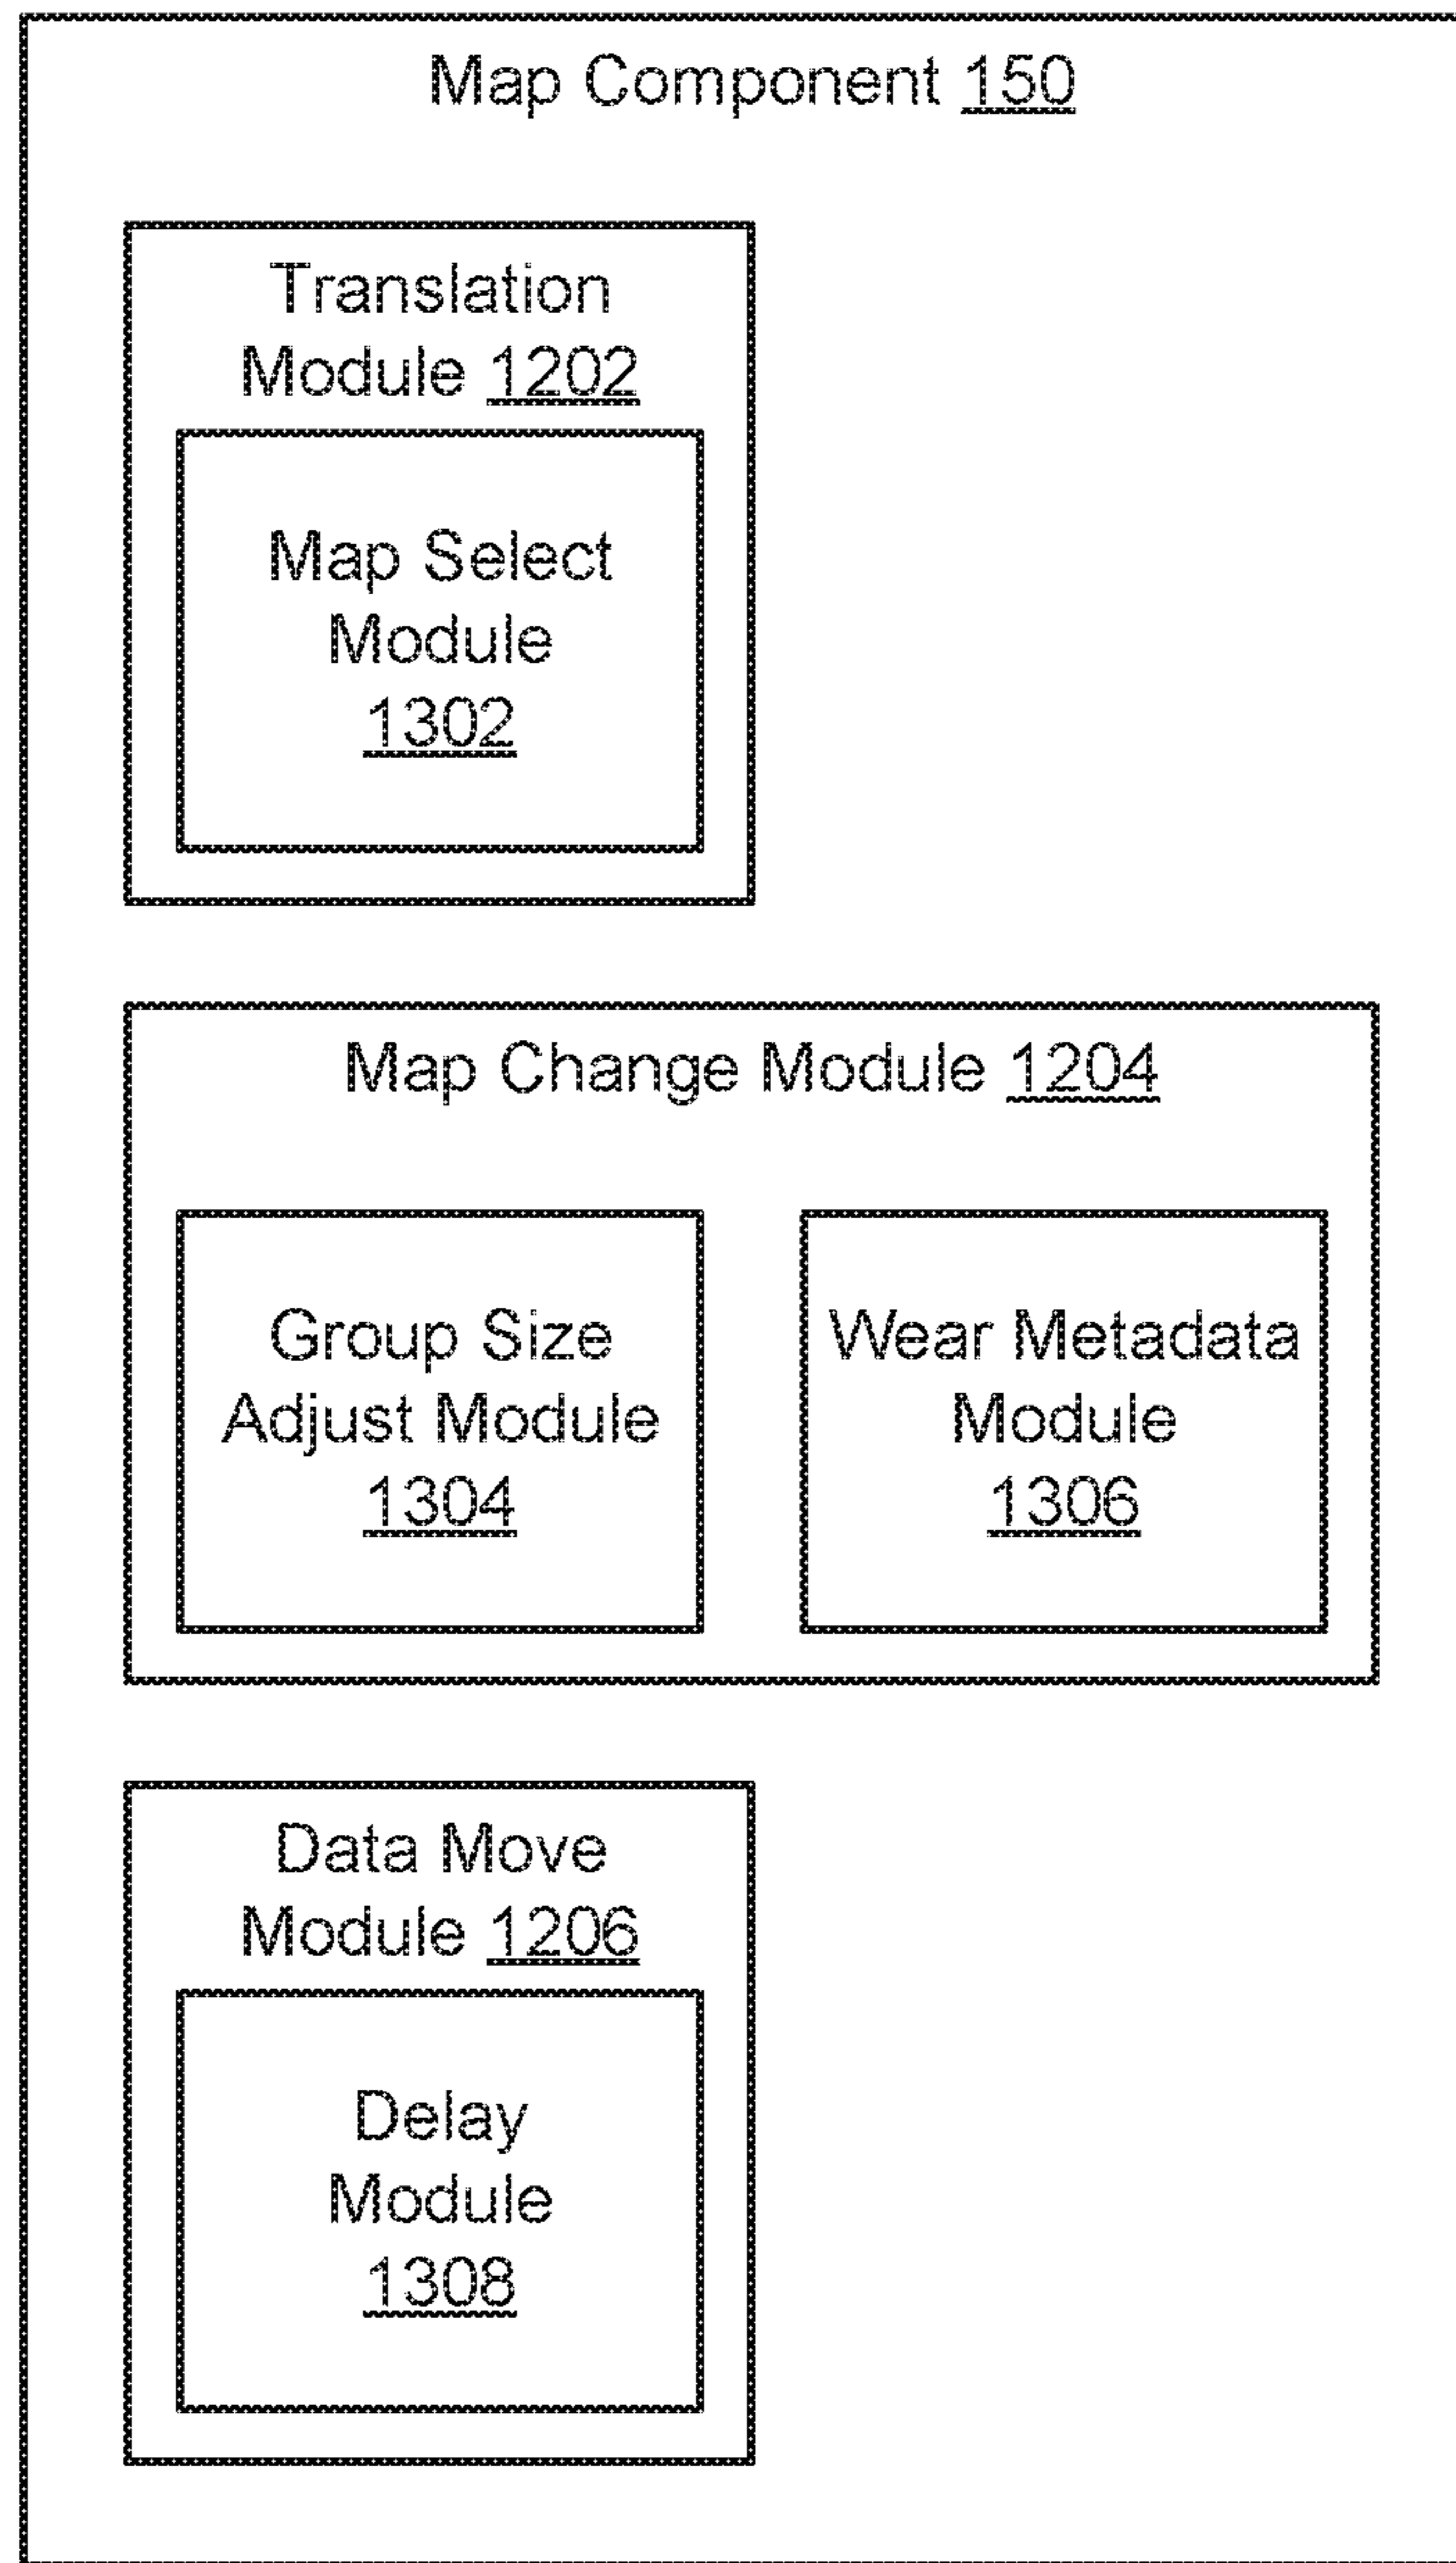 Map Component 150
Translation
Module 1202
Map Select
Module
1302
Map Change Module 1204
Group Size
Adjust Module
1304
Wear Metadata
Module
1306
Data Move
Module 1206
Delay
Module
1308